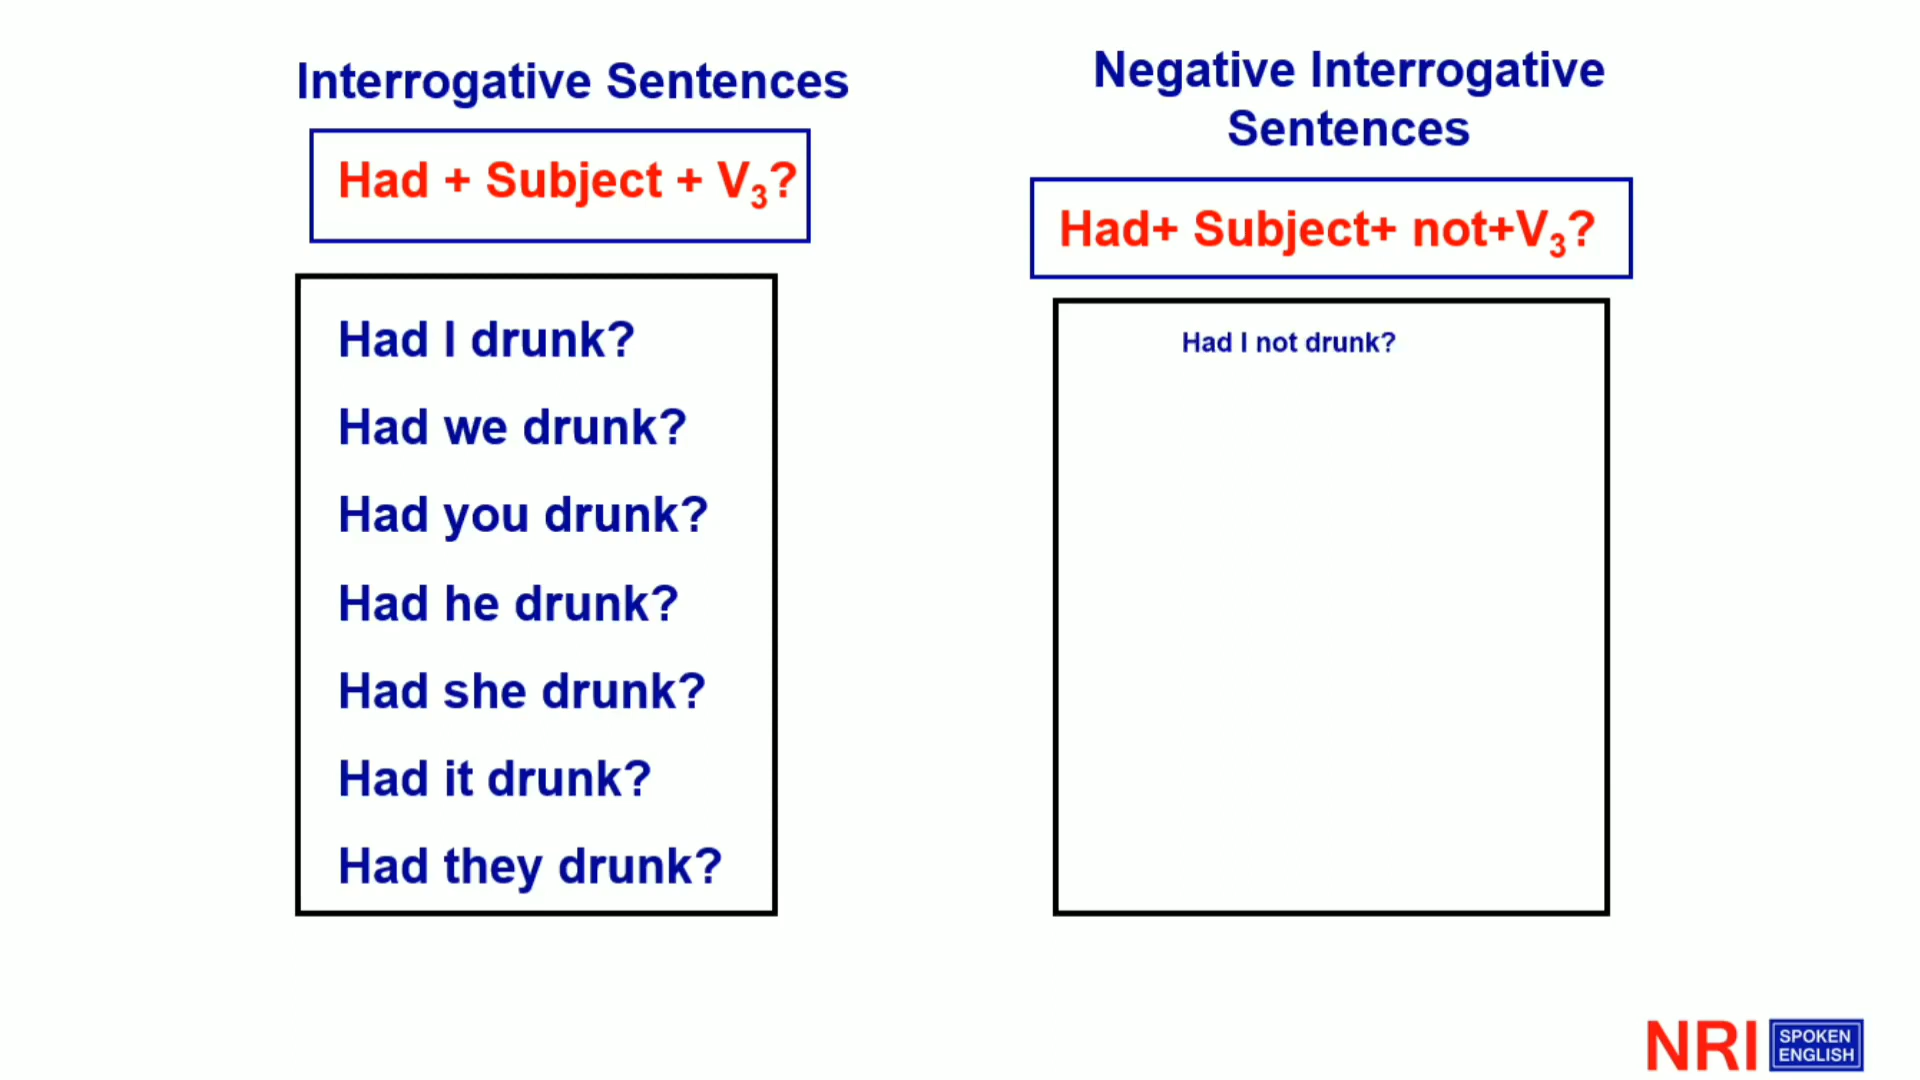 Interrogative Sentences
Had + Subject + V₃?
Had I drunk?
Had we drunk?
Had you drunk?
Had he drunk?
Had she drunk?
Had it drunk?
Had they drunk?
Negative Interrogative
Sentences
Had+ Subject+ not+V₃?
Had I not drunk?
NRI
SPOKEN
ENGLISH